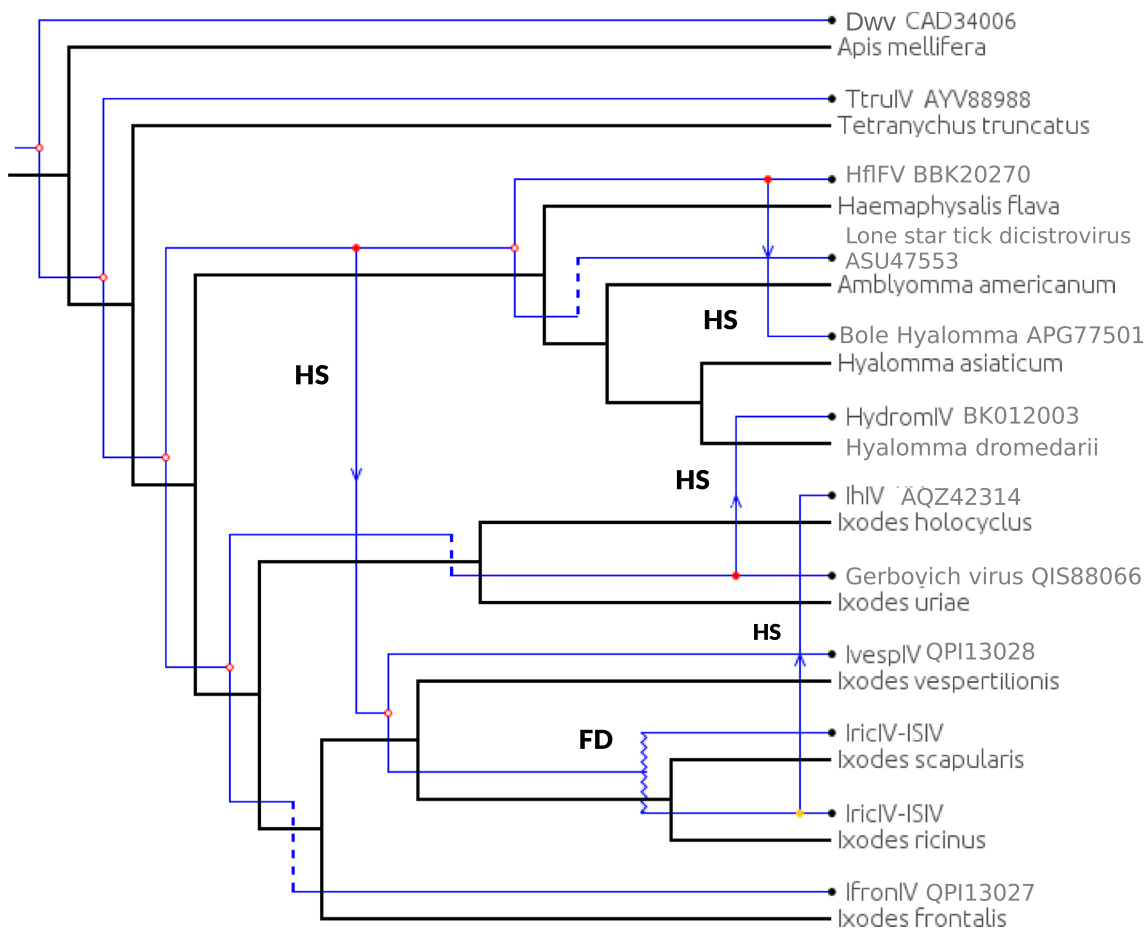 Dwv CAD34006
Apis mellifera
TtruIV AYV88988
Tetranychus truncatus
HflFV BBK20270
Haemaphysalis flava
Lone star tick dicistrovirus
ASU47553
Amblyomma americanum
HS
Bole Hyalomma APG77501
Hyalomma asiaticum
HS
HydromIV BK012003
Hyalomma dromedarii
HS
IhIV AQZ42314
Ixodes holocyclus
Gerbovich virus QIS88066
Ixodes uriae
HS
IvespIV QPI13028
Ixodes vespertilionis
FD
IricIV-ISIV
Ixodes scapularis
IricIV-ISIV
Ixodes ricinus
IfronIV QPI13027
Ixodes frontalis